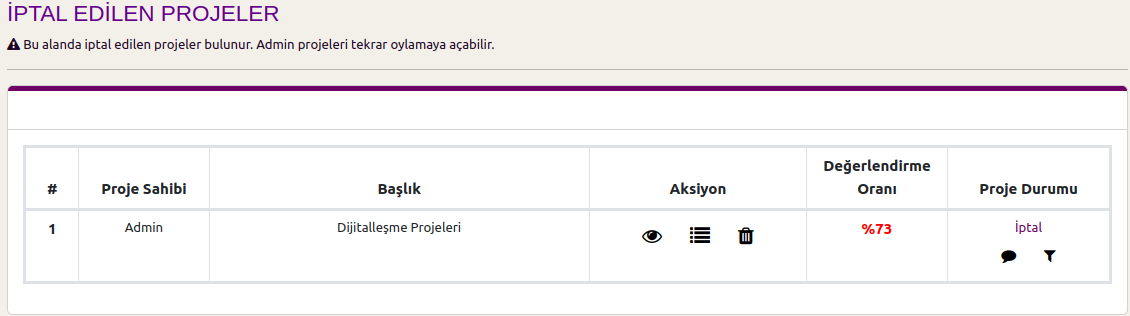 İPTAL EDİLEN PROJELER
Bu alanda iptal edilen projeler bulunur. Admin projeleri tekrar oylamaya açabilir.
# Proje Sahibi Başlık Aksiyon Değerlendirme Oranı Proje Durumu
1 Admin Dijitalleşme Projeleri %73 İptal